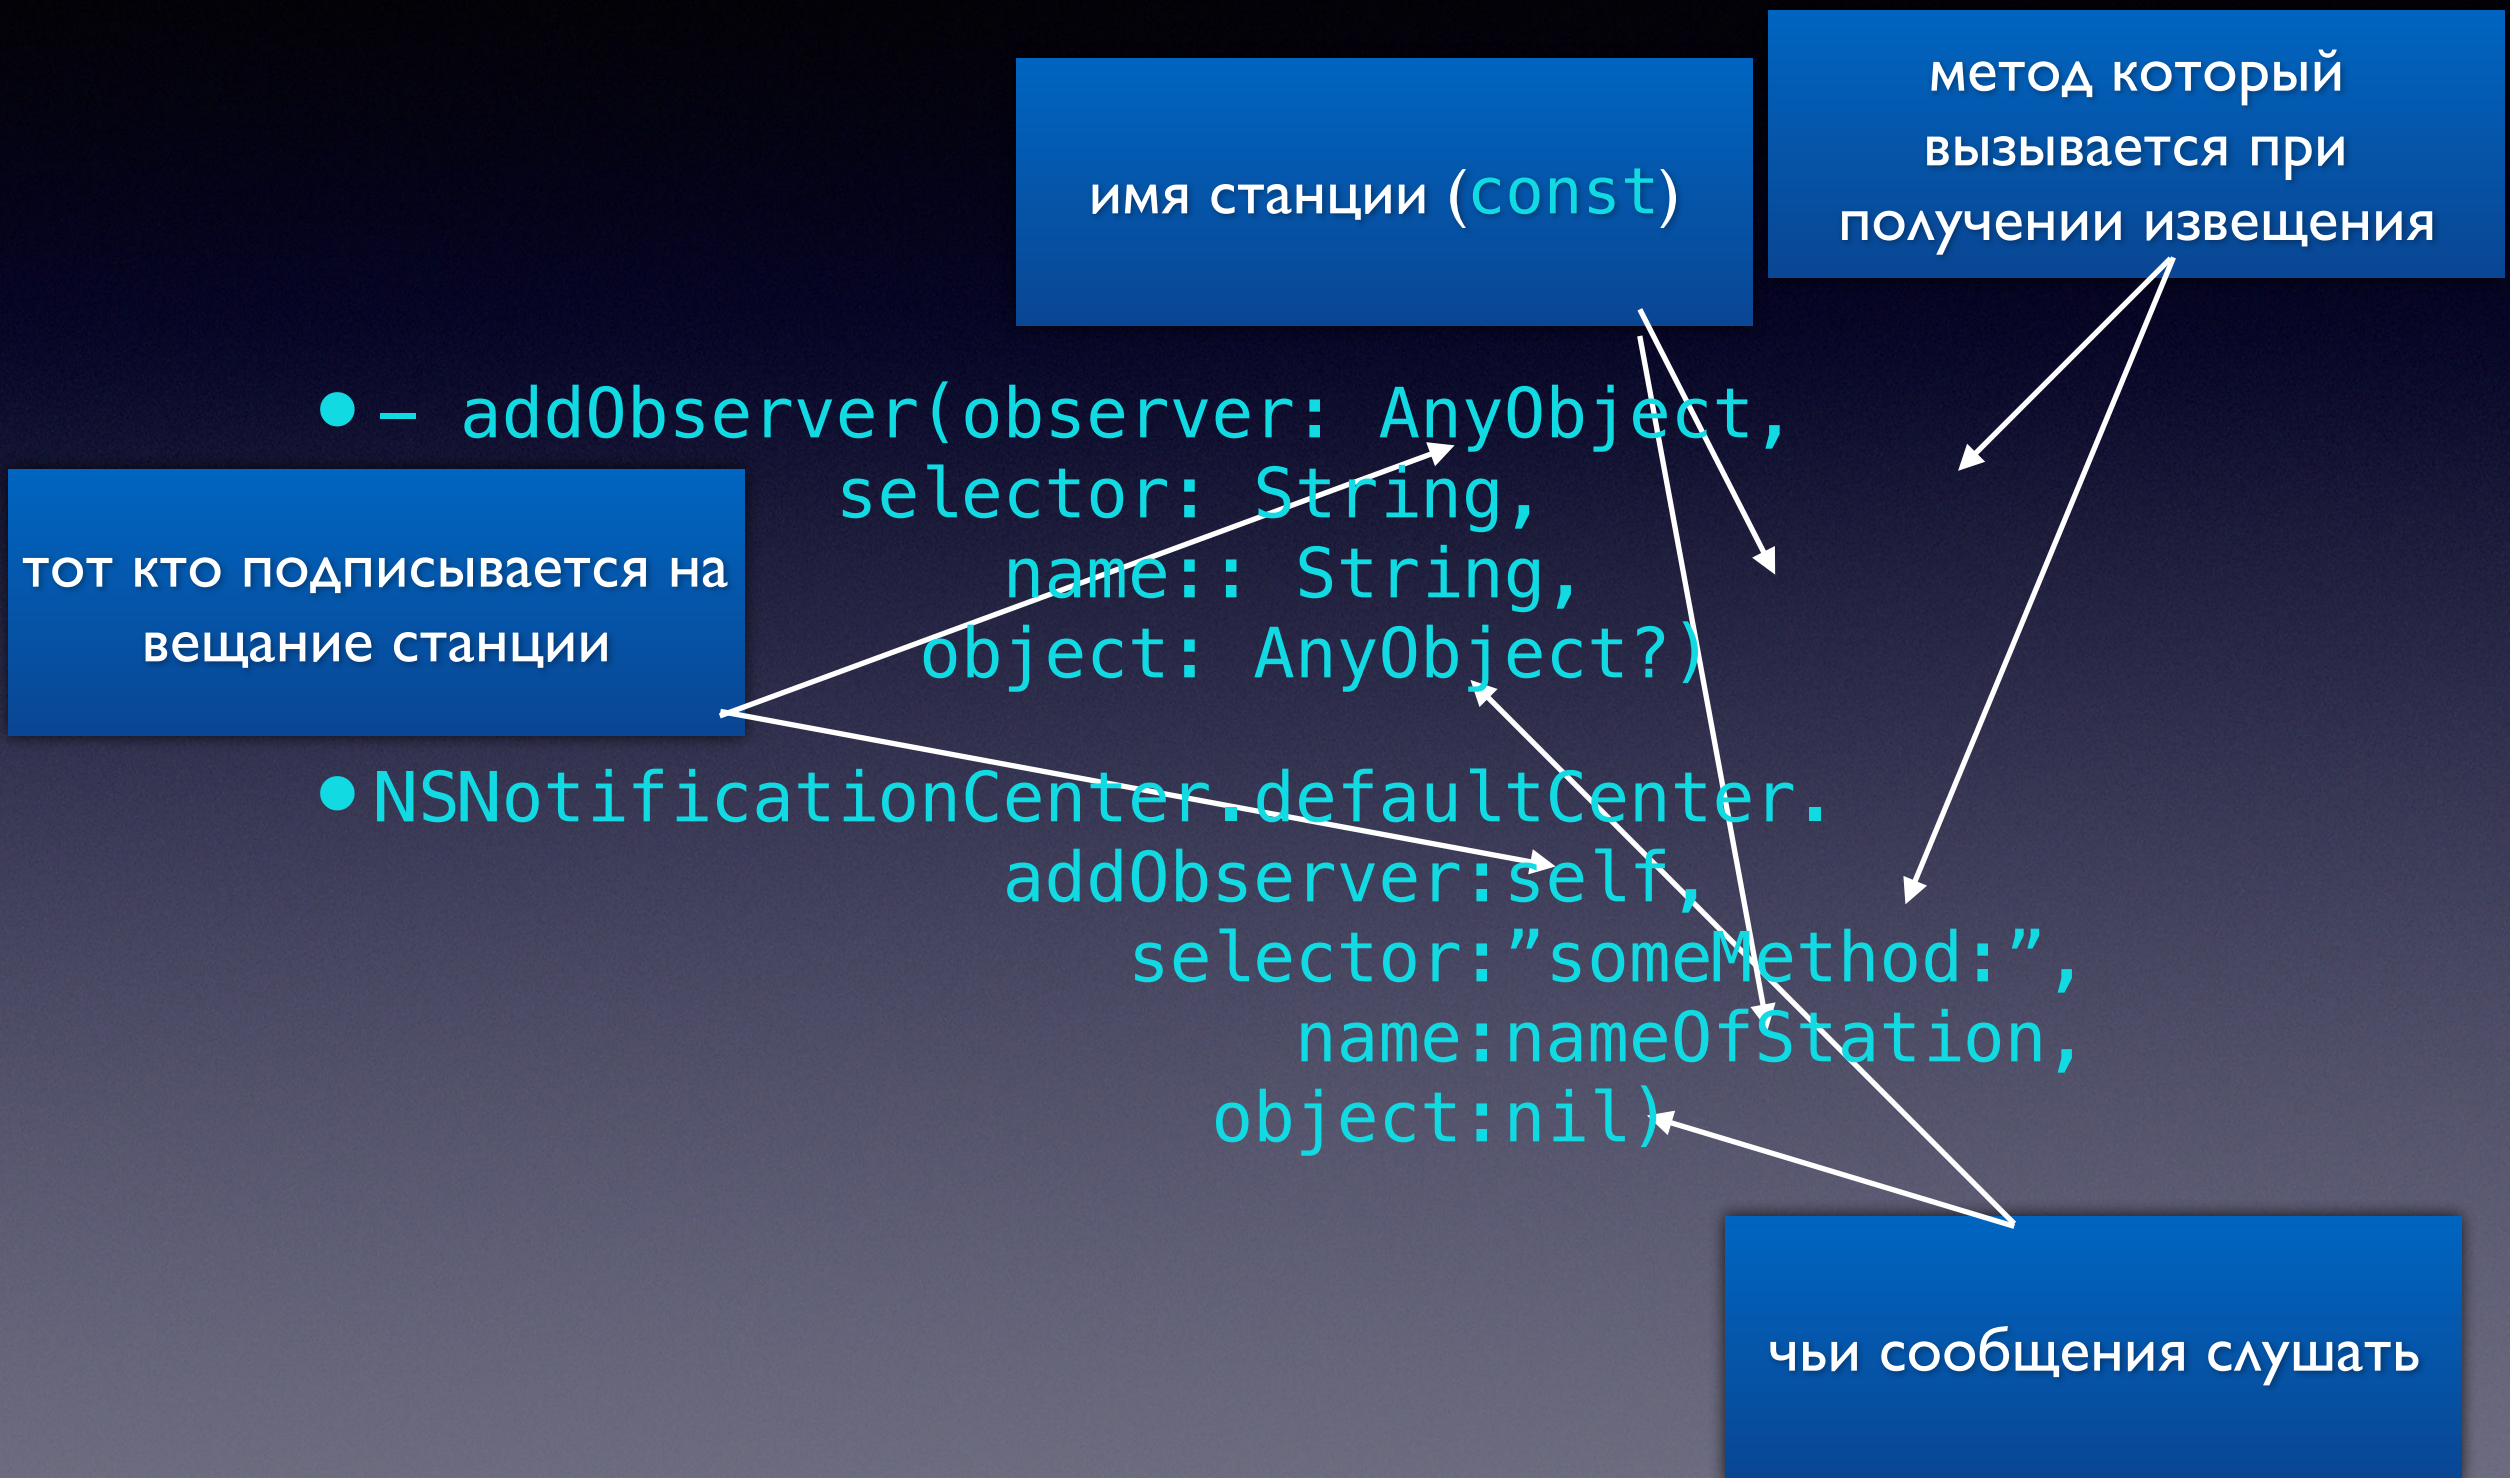 метод который
вызывается при
получении извещения
имя станции (const)
• – addObserver(observer: AnyObject,
selector: String,
name:: String,
object: AnyObject?)
тот кто подписывается на
вещание станции
• NSNotificationCenter.defaultCenter.
addObserver:self,
selector:”someMethod:”,
name:nameOfStation,
object:nil)
чьи сообщения слушать